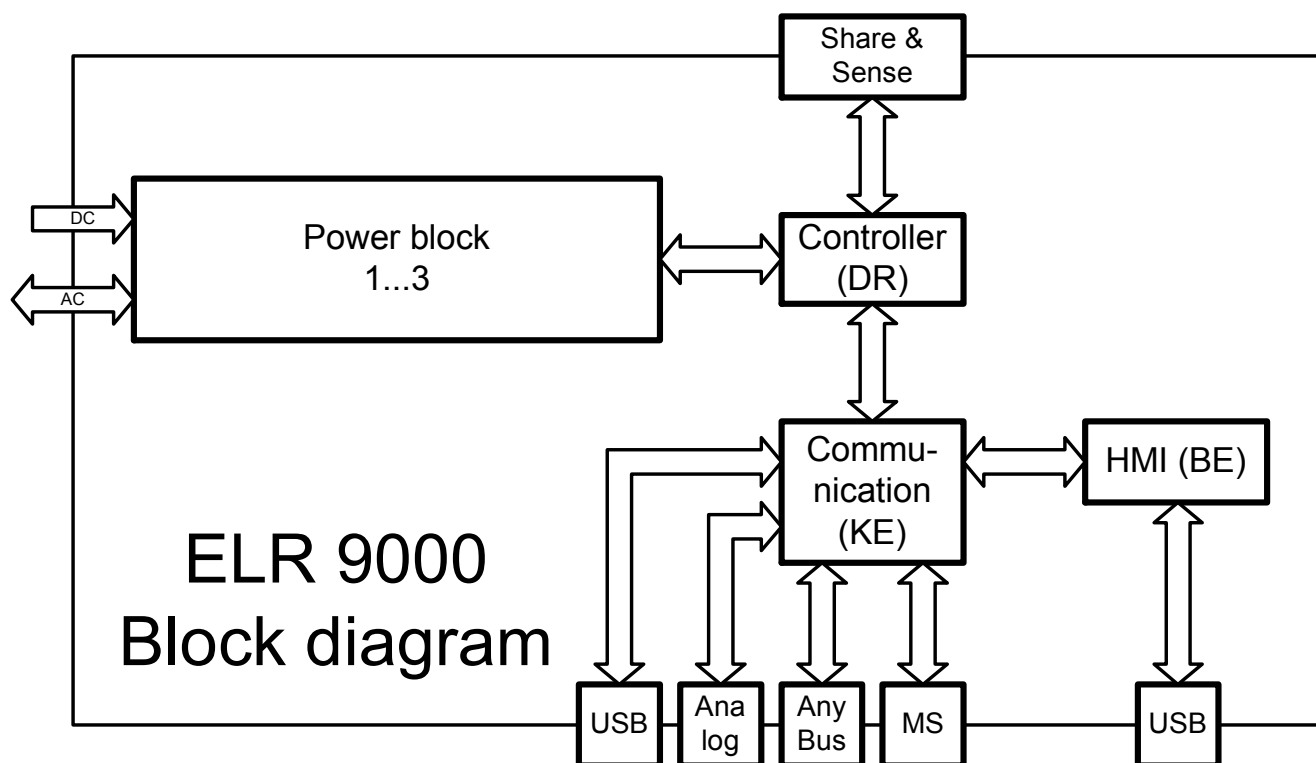 Share &
Sense
DC
Power block
1...3
AC
Controller
(DR)
Commu-
nication
(KE)
HMI (BE)
ELR 9000
Block diagram
USB
Ana
log
Any
Bus
MS
USB